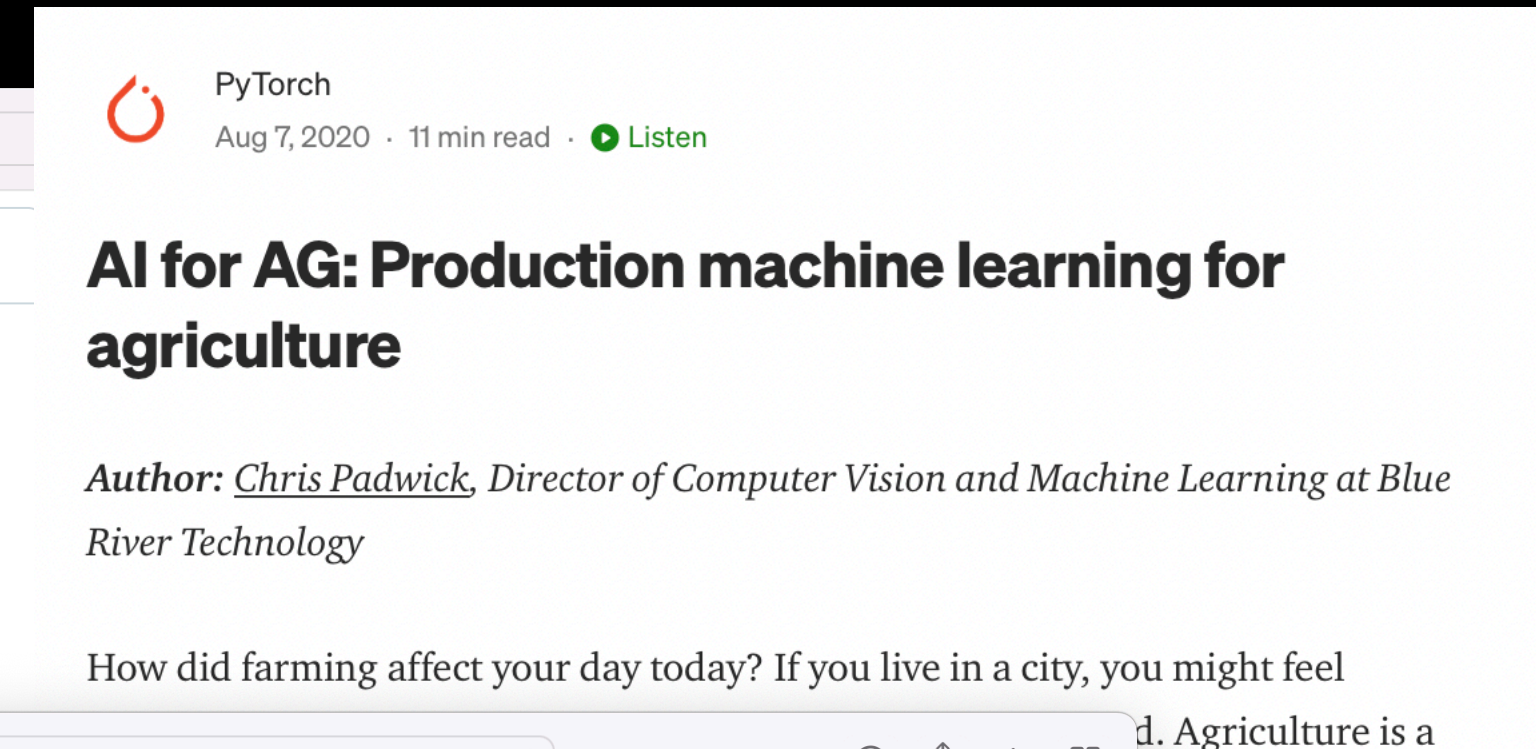 PyTorch
Aug 7, 2020 · 11 min read · Listen
AI for AG: Production machine learning for
agriculture
Author: Chris Padwick, Director of Computer Vision and Machine Learning at Blue
River Technology
How did farming affect your day today? If you live in a city, you might feel
Agriculture is a